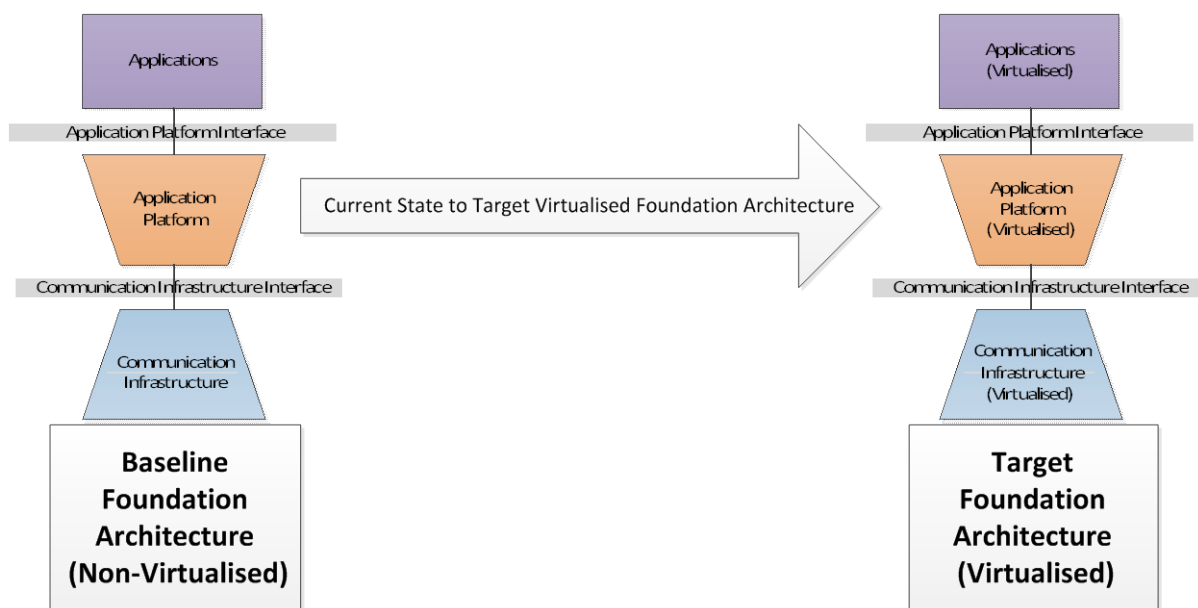 Applications
Application Platform Interface
Application
Platform
Communication Infrastructure Interface
Communication
Infrastructure
Baseline
Foundation
Architecture
(Non-Virtualised)
Current State to Target Virtualised Foundation Architecture
Applications
(Virtualised)
Application Platform Interface
Application
Platform
(Virtualised)
Communication Infrastructure Interface
Communication
Infrastructure
(Virtualised)
Target
Foundation
Architecture
(Virtualised)